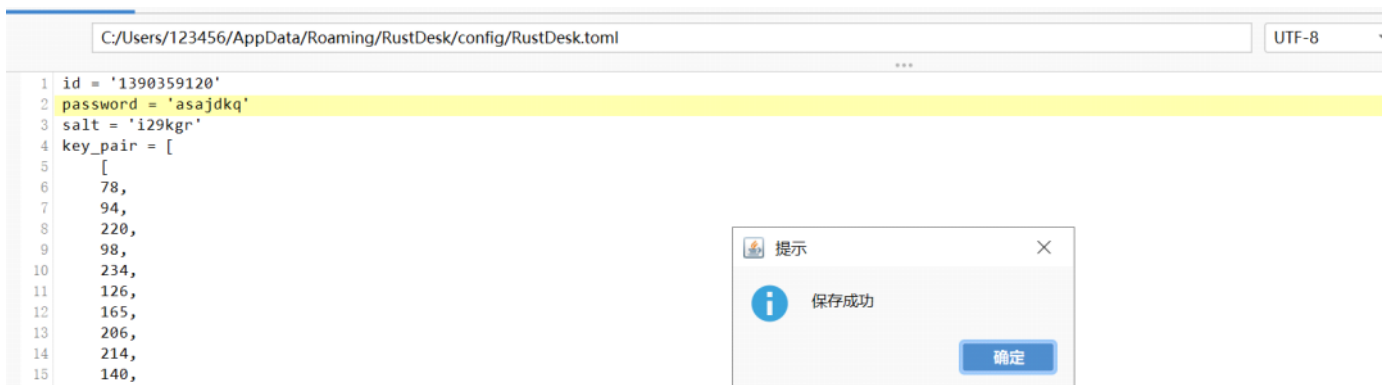 C:/Users/123456/AppData/Roaming/RustDesk/config/RustDesk.toml
UTF-8
1 id = '1390359120'
2 password = 'asajdkq'
3 salt = 'i29kgr'
4 key_pair = [
5 [
6 78,
7 94,
8 220,
9 98,
10 234,
11 126,
12 165,
13 206,
14 214,
15 140,
提示
保存成功
确定